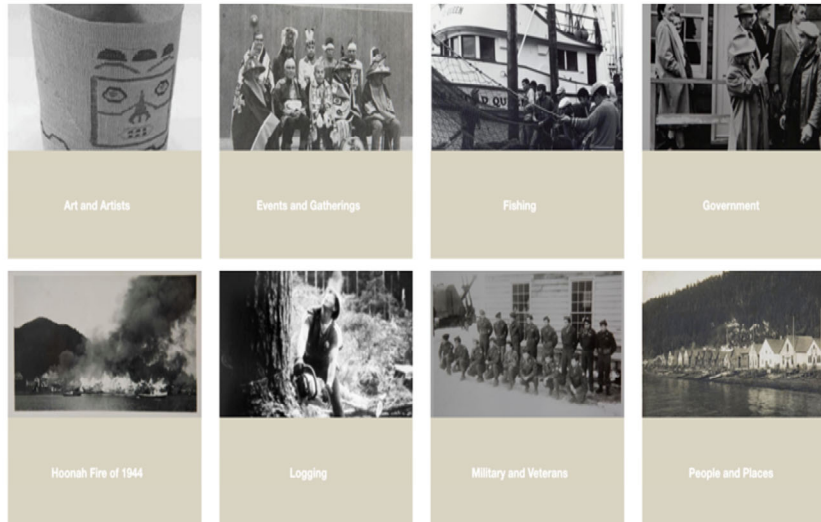 Art and Artists
Events and Gatherings
Fishing
Government
Hoonah Fire of 1944
Logging
Military and Veterans
People and Places